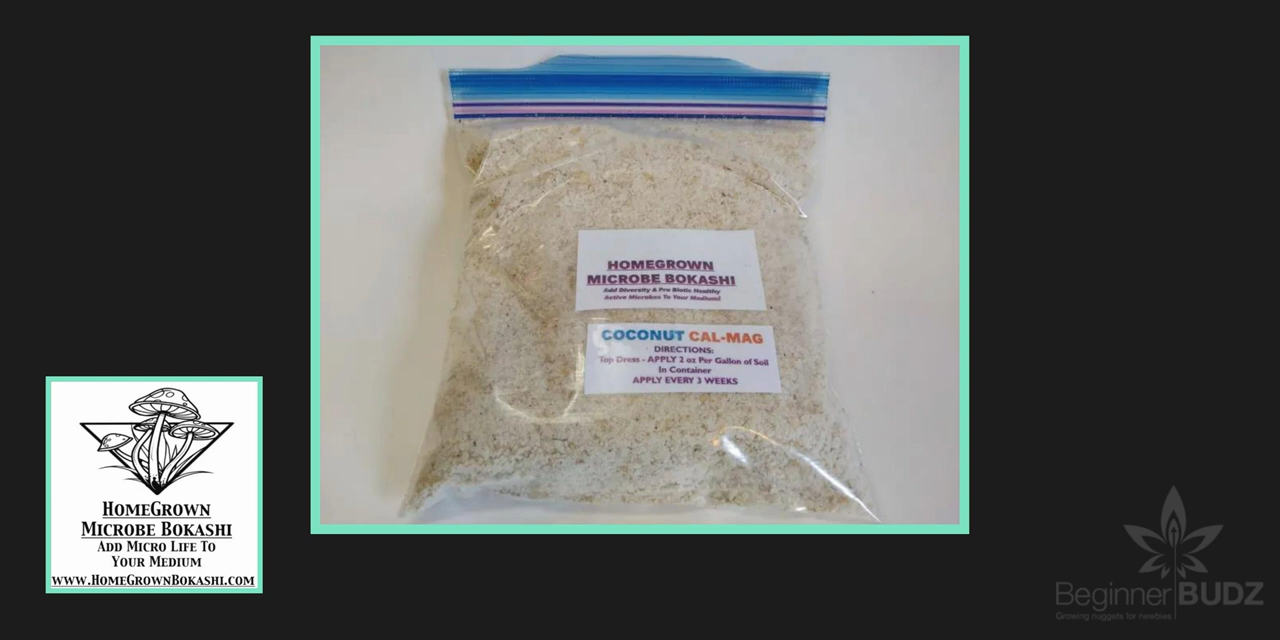 HOMEGROWN
MICROBE BOKASHI
Add Diversity & Pro Biotic Healthy
Active Microbes To Your Medium!
COCONUT CAL-MAG
DIRECTIONS:
Top Dress - APPLY 2 oz Per Gallon of Soil
In Container
APPLY EVERY 3 WEEKS
HOMEGROWN
MICROBE BOKASHI
ADD MICRO LIFE TO
YOUR MEDIUM
WWW.HOMEGROWNBOKASHI.COM
Beginner BUDZ
Growing nuggets for newbies